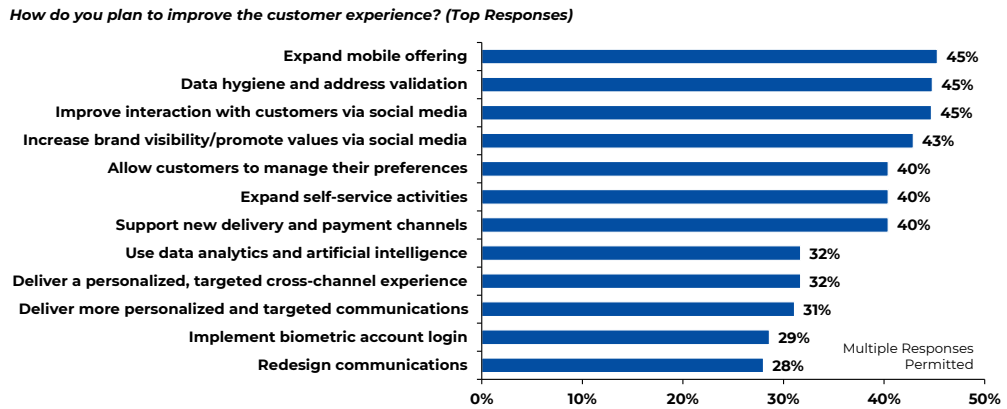 How do you plan to improve the customer experience? (Top Responses)
Expand mobile offering 45%
Data hygiene and address validation 45%
Improve interaction with customers via social media 45%
Increase brand visibility/promote values via social media 43%
Allow customers to manage their preferences 40%
Expand self-service activities 40%
Support new delivery and payment channels 40%
Use data analytics and artificial intelligence 32%
Deliver a personalized, targeted cross-channel experience 32%
Deliver more personalized and targeted communications 31%
Implement biometric account login 29%
Redesign communications 28%
Multiple Responses
Permitted
0% 10% 20% 30% 40% 50%